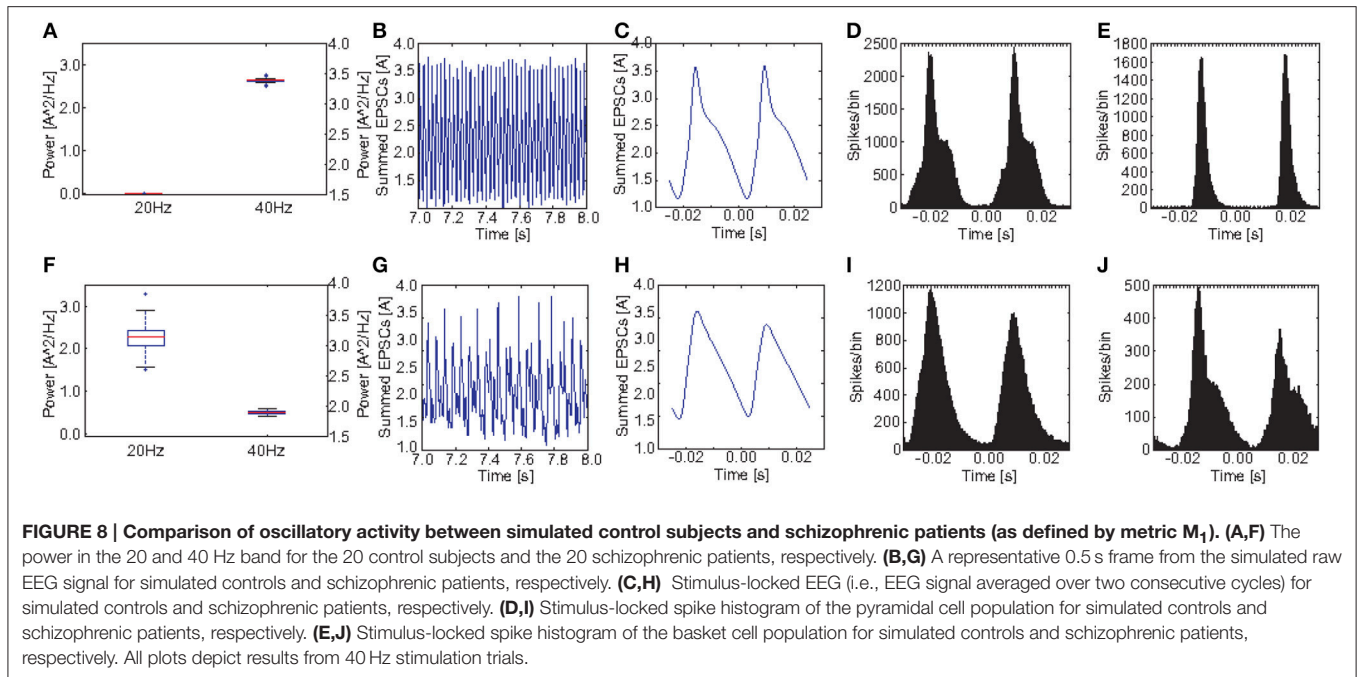 A
B
C
D
E
Power [A^2/Hz]
3.0
2.0
1.0
0.0
20Hz
40Hz
4.0
3.5
3.0
2.5
2.0
1.5
Power [A^2/Hz]
Summed EPSCs [A]
4.0
3.5
3.0
2.5
2.0
1.5
1.0
7.0 7.2 7.4 7.6 7.8 8.0
Time [s]
Summed EPSCs [A]
4.0
3.5
3.0
2.5
2.0
1.5
1.0
-0.02 0.00 0.02
Time [s]
Spikes/bin
2500
2000
1500
1000
500
0
-0.02 0.00 0.02
Time [s]
Spikes/bin
1800
1600
1400
1200
1000
800
600
400
200
0
-0.02 0.00 0.02
Time [s]
F
G
H
I
J
Power [A^2/Hz]
3.0
2.0
1.0
0.0
20Hz
40Hz
4.0
3.5
3.0
2.5
2.0
1.5
Power [A^2/Hz]
Summed EPSCs [A]
4.0
3.5
3.0
2.5
2.0
1.5
1.0
7.0 7.2 7.4 7.6 7.8 8.0
Time [s]
Summed EPSCs [A]
4.0
3.5
3.0
2.5
2.0
1.5
1.0
-0.02 0.00 0.02
Time [s]
Spikes/bin
1200
1000
800
600
400
200
0
-0.02 0.00 0.02
Time [s]
Spikes/bin
500
400
300
200
100
0
-0.02 0.00 0.02
Time [s]
FIGURE 8 | Comparison of oscillatory activity between simulated control subjects and schizophrenic patients (as defined by metric M₁). (A,F) The
power in the 20 and 40 Hz band for the 20 control subjects and the 20 schizophrenic patients, respectively. (B,G) A representative 0.5 s frame from the simulated raw
EEG signal for simulated controls and schizophrenic patients, respectively. (C,H) Stimulus-locked EEG (i.e., EEG signal averaged over two consecutive cycles) for
simulated controls and schizophrenic patients, respectively. (D,I) Stimulus-locked spike histogram of the pyramidal cell population for simulated controls and
schizophrenic patients, respectively. (E,J) Stimulus-locked spike histogram of the basket cell population for simulated controls and schizophrenic patients,
respectively. All plots depict results from 40 Hz stimulation trials.